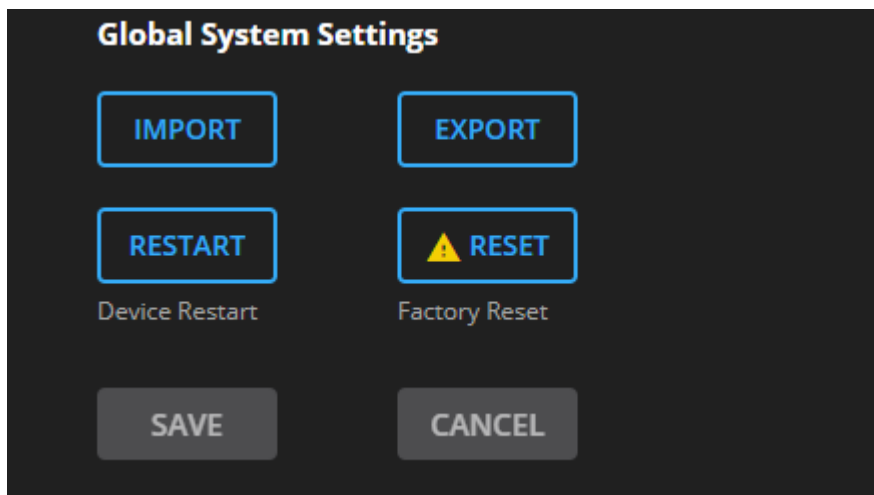 Global System Settings
IMPORT EXPORT
RESTART RESET
Device Restart Factory Reset
SAVE CANCEL